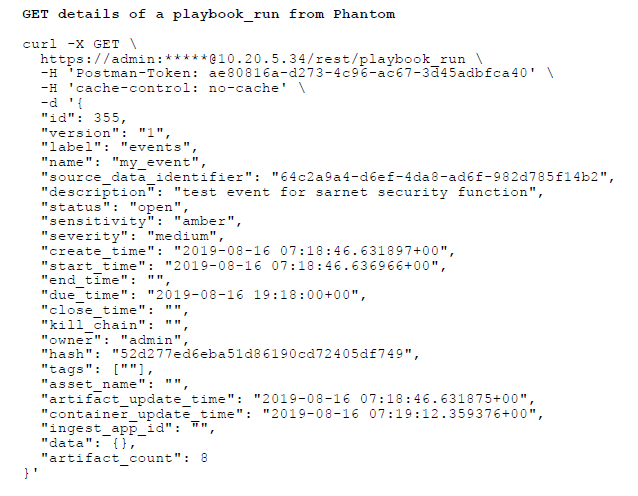 GET details of a playbook_run from Phantom
curl -X GET \
https://admin:*****@10.20.5.34/rest/playbook_run \
-H 'Postman-Token: ae80816a-d273-4c96-ac67-3d45adbfca40' \
-H 'cache-control: no-cache' \
-d '{
"id": 355,
"version": "1",
"label": "events",
"name": "my_event",
"source_data_identifier": "64c2a9a4-d6ef-4da8-ad6f-982d785f14b2",
"description": "test event for sarnet security function",
"status": "open",
"sensitivity": "amber",
"severity": "medium",
"create_time": "2019-08-16 07:18:46.631897+00",
"start_time": "2019-08-16 07:18:46.636966+00",
"end_time": "",
"due_time": "2019-08-16 19:18:00+00",
"close_time": "",
"kill_chain": "",
"owner": "admin",
"hash": "52d277ed6eba51d86190cd72405df749",
"tags": [""],
"asset_name": "",
"artifact_update_time": "2019-08-16 07:18:46.631875+00",
"container_update_time": "2019-08-16 07:19:12.359376+00",
"ingest_app_id": "",
"data": {},
"artifact_count": 8
}'